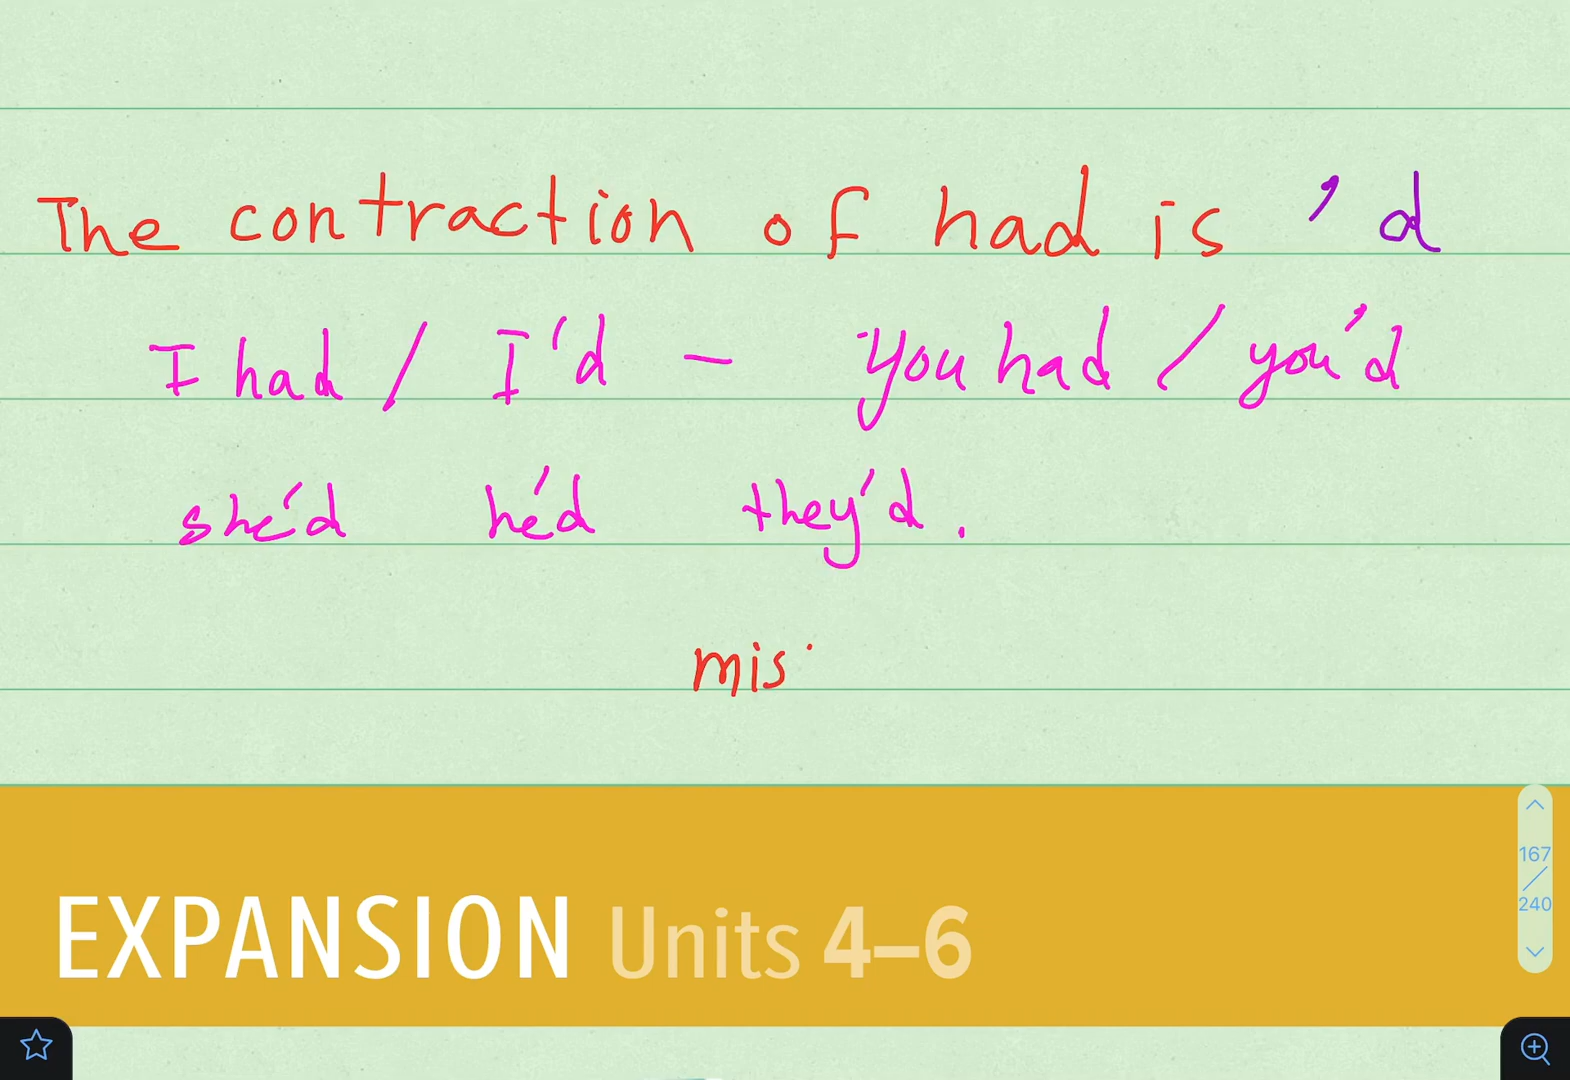 The contraction of had is 'd
I had / I'd - you had / you'd
she'd he'd they'd.
mis
EXPANSION Units 4–6
167
/
240